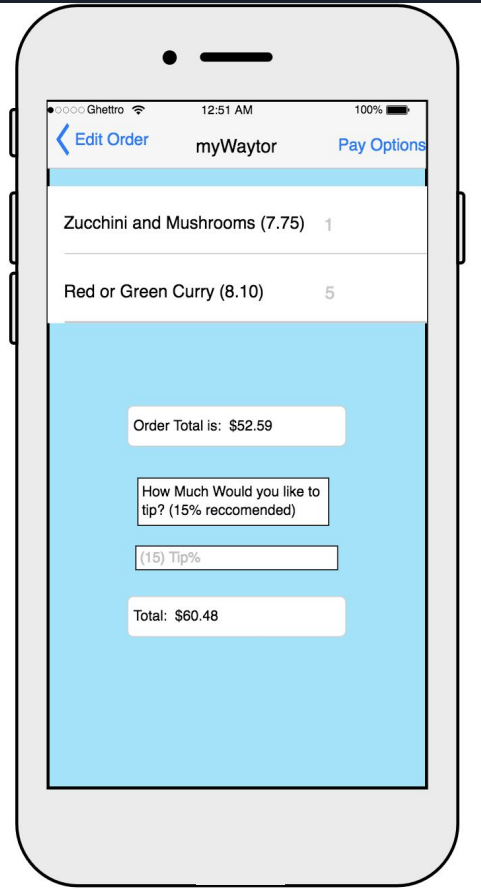 Ghettro 12:51 AM 100%
Edit Order myWaytor Pay Options
Zucchini and Mushrooms (7.75) 1
Red or Green Curry (8.10) 5
Order Total is: $52.59
How Much Would you like to
tip? (15% reccomended)
(15) Tip%
Total: $60.48